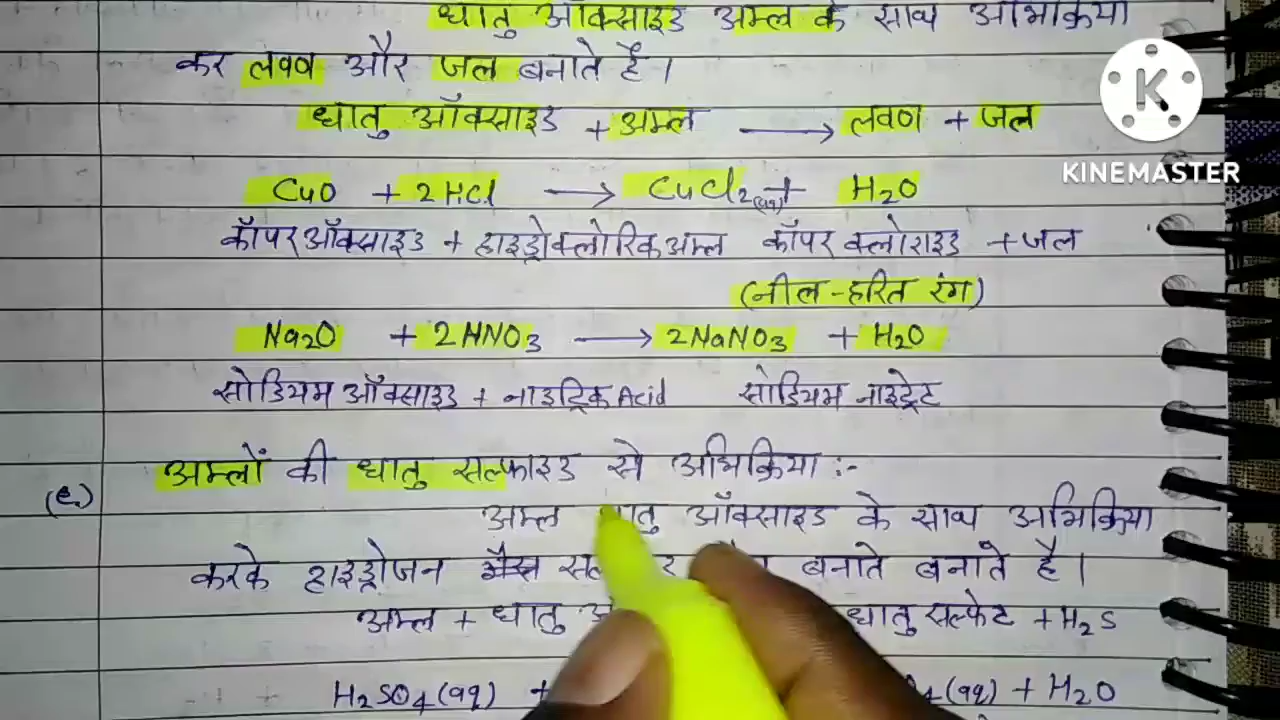 धातु ऑक्साइड अम्ल के साथ अभिक्रिया
कर लवण और जल बनाते हैं।
धातु ऑक्साइड + अम्ल ⟶ लवण + जल
K
KINEMASTER
CuO + 2HCl ⟶ CuCl₂(aq) + H₂O
कॉपर ऑक्साइड + हाइड्रोक्लोरिक अम्ल कॉपर क्लोराइड + जल
(नील-हरित रंग)
Na₂O + 2HNO₃ ⟶ 2NaNO₃ + H₂O
सोडियम ऑक्साइड + नाइट्रिक Acid सोडियम नाइट्रेट
अम्लों की धातु सल्फाइड से अभिक्रिया :-
अम्ल धातु ऑक्साइड के साथ अभिक्रिया
करके हाइड्रोजन बनाते बनाते है।
अम्ल + धातु धातु सल्फेट + H₂S
H₂SO₄(aq) + 4(aq) + H₂O